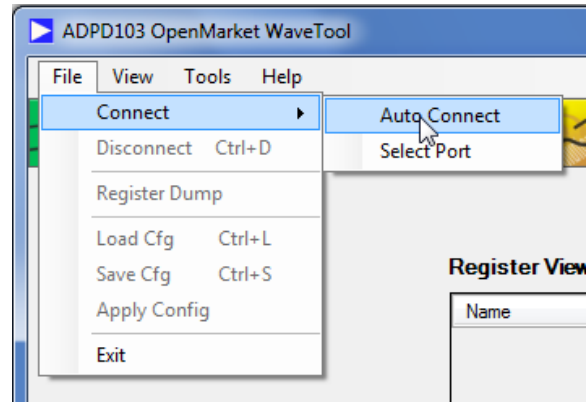 ADPD103 OpenMarket WaveTool
File View Tools Help
Connect
Auto Connect
Disconnect Ctrl+D
Select Port
Register Dump
Load Cfg Ctrl+L
Save Cfg Ctrl+S
Apply Config
Exit
Register View
Name